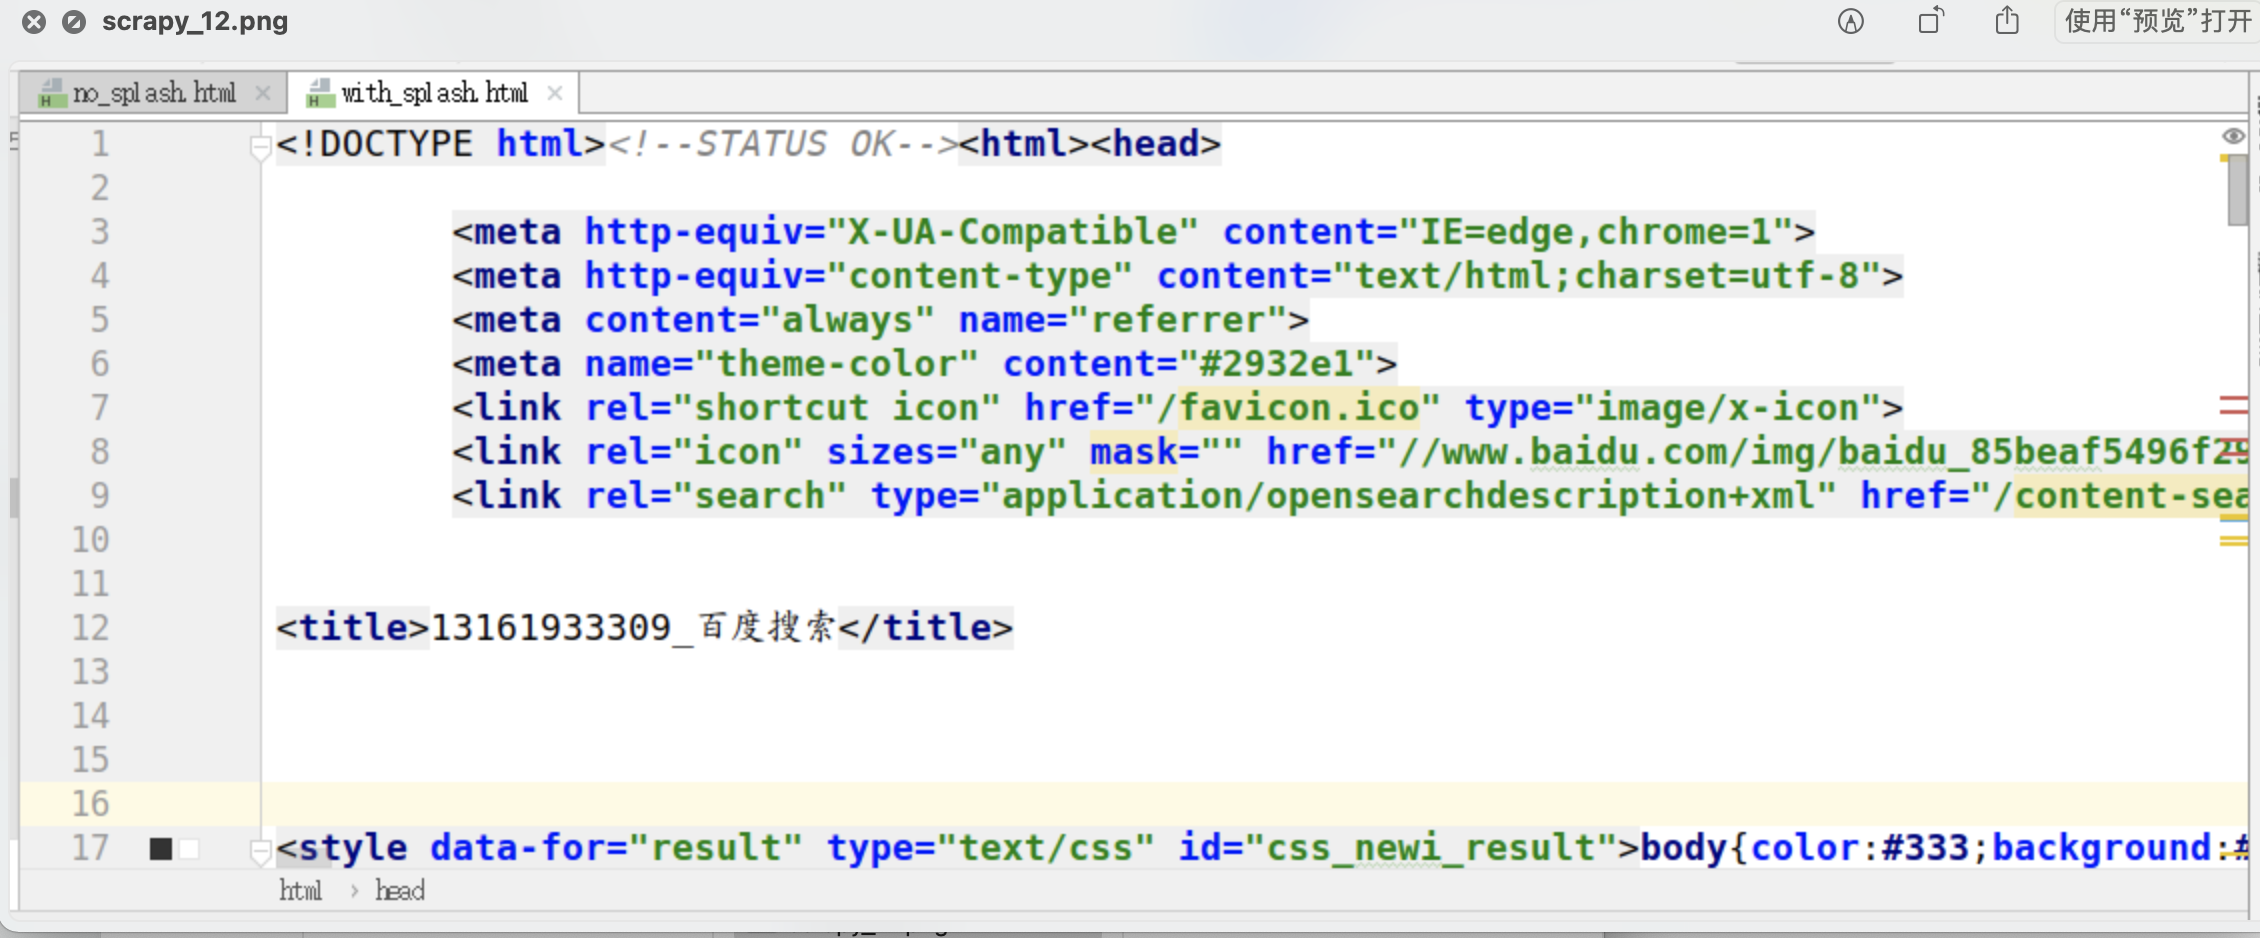 scrapy_12.png
使用“预览”打开
no_splash.html
with_splash.html
1 <!DOCTYPE html><!--STATUS OK--><html><head>
2
3 <meta http-equiv="X-UA-Compatible" content="IE=edge,chrome=1">
4 <meta http-equiv="content-type" content="text/html;charset=utf-8">
5 <meta content="always" name="referrer">
6 <meta name="theme-color" content="#2932e1">
7 <link rel="shortcut icon" href="/favicon.ico" type="image/x-icon">
8 <link rel="icon" sizes="any" mask="" href="//www.baidu.com/img/baidu_85beaf5496f29
9 <link rel="search" type="application/opensearchdescription+xml" href="/content-sea
10
11
12 <title>13161933309_百度搜索</title>
13
14
15
16
17 <style data-for="result" type="text/css" id="css_newi_result">body{color:#333;background:#
html › head